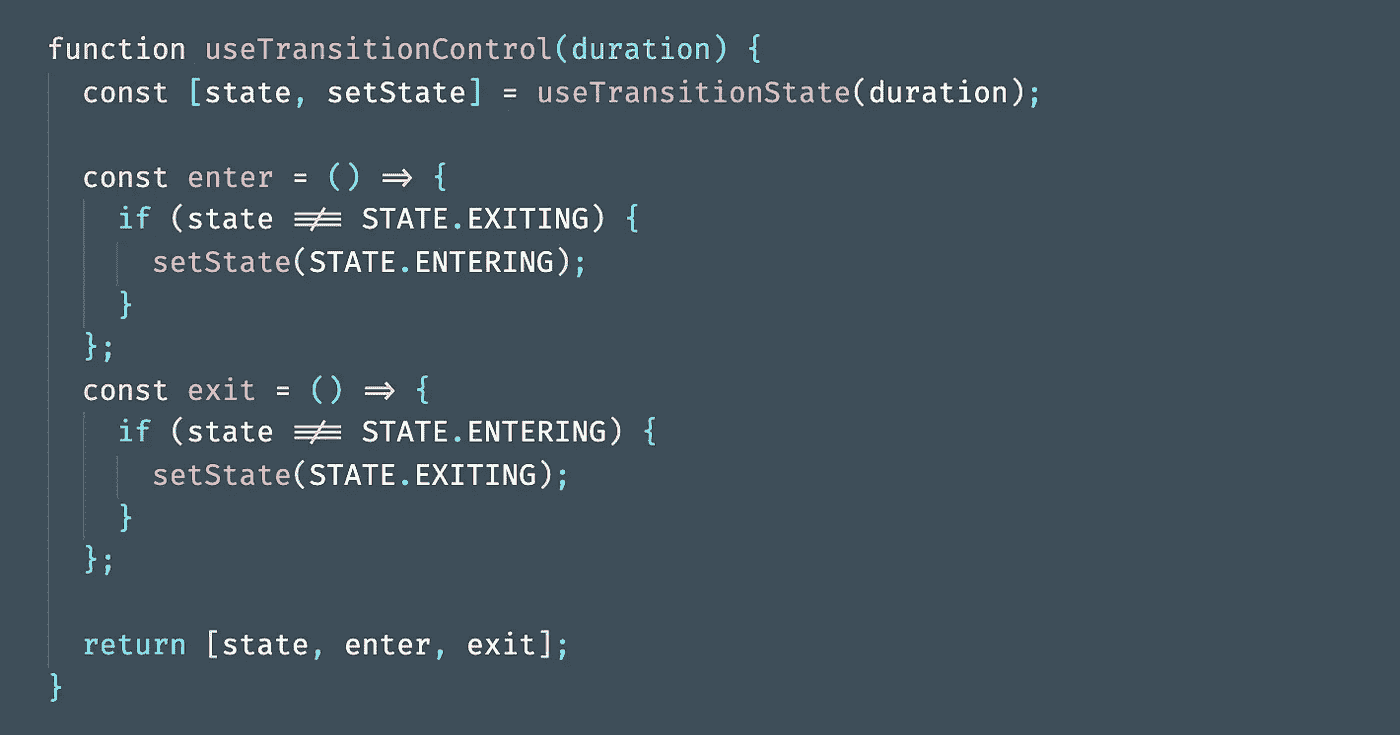 function useTransitionControl(duration) {
const [state, setState] = useTransitionState(duration);
const enter = () => {
if (state !== STATE.EXITING) {
setState(STATE.ENTERING);
}
};
const exit = () => {
if (state !== STATE.ENTERING) {
setState(STATE.EXITING);
}
};
return [state, enter, exit];
}